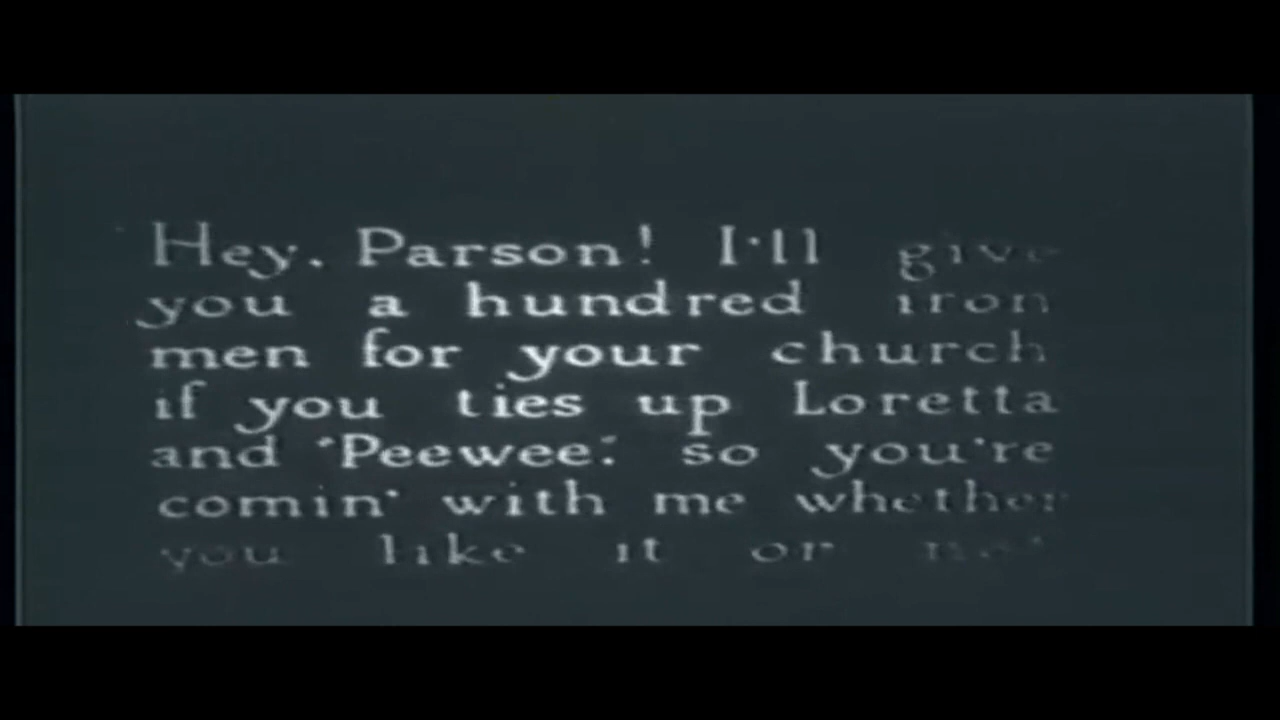 Hey, Parson! I'll give
you a hundred iron
men for your church
if you ties up Loretta
and 'Peewee.' so you're
comin' with me whether
you like it or not